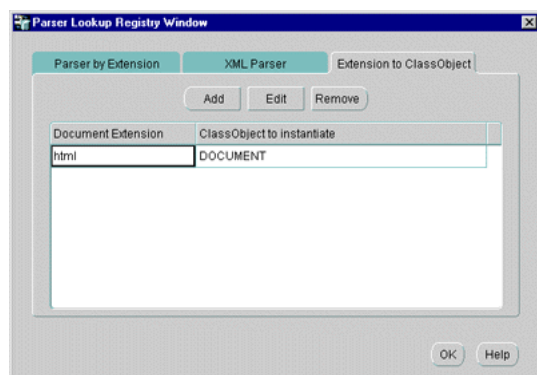 Parser Lookup Registry Window
Parser by Extension XML Parser Extension to ClassObject
Add Edit Remove
Document Extension ClassObject to instantiate
html DOCUMENT
OK Help